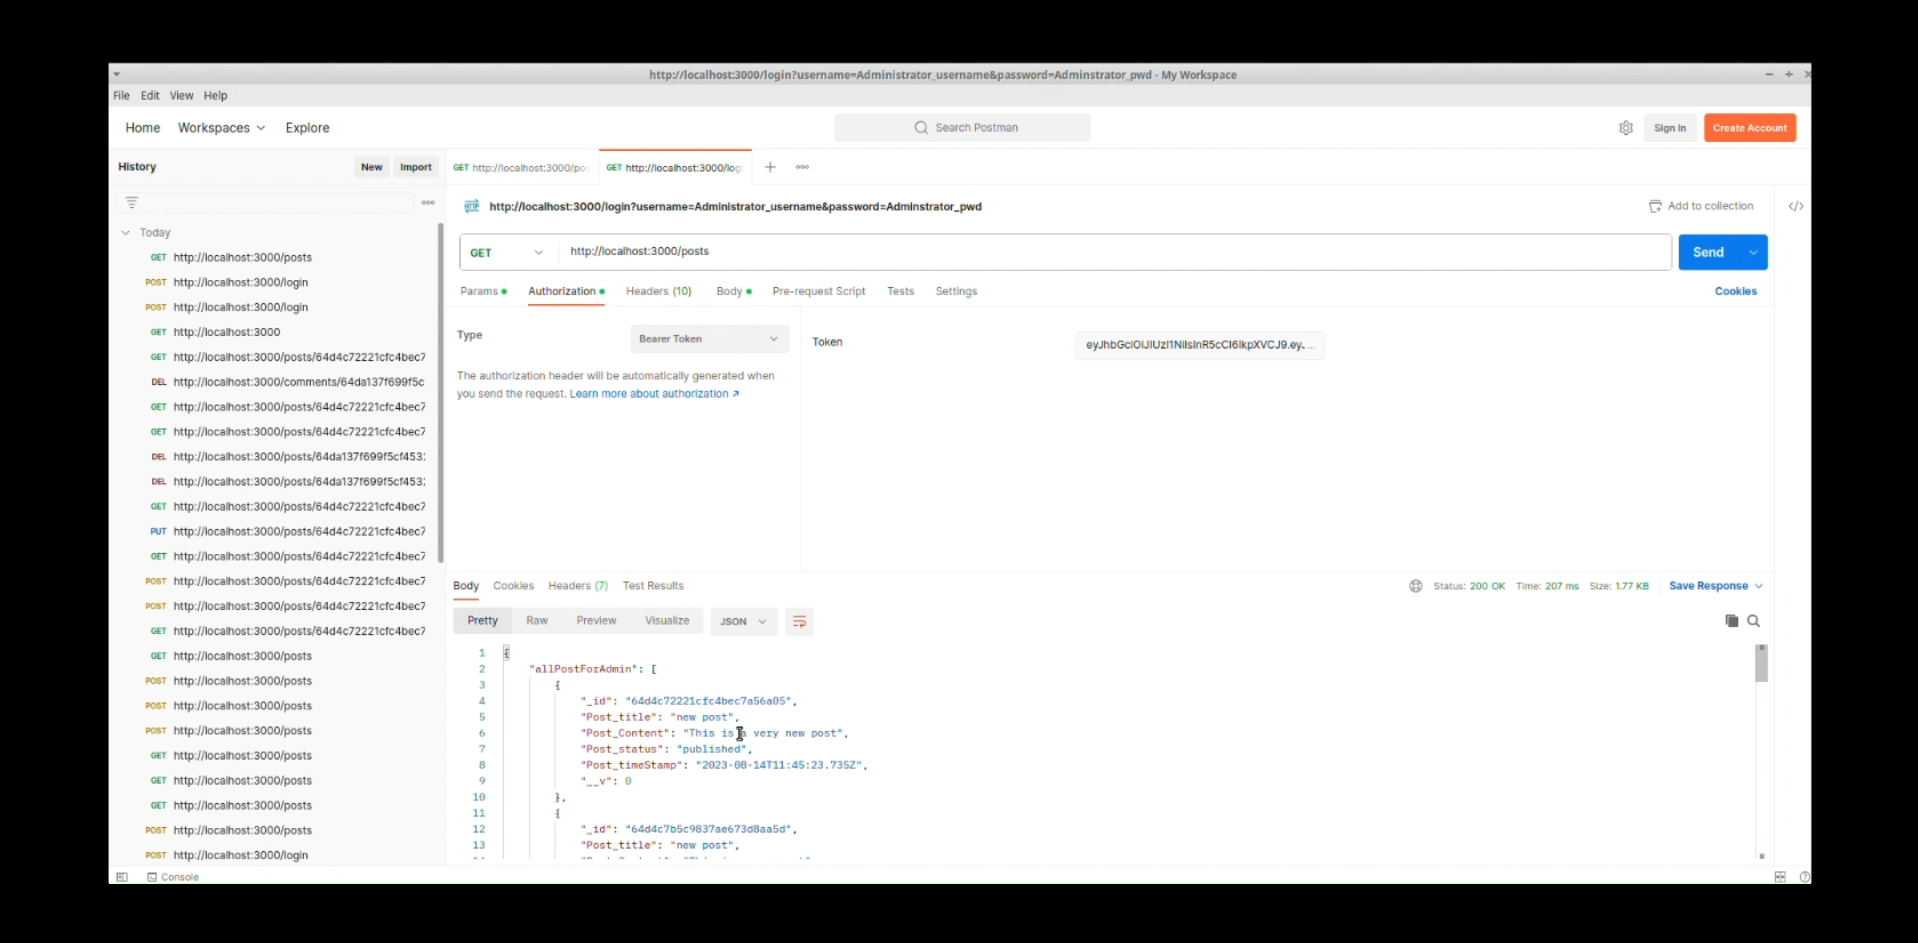 http://localhost:3000/login?username=Administrator_username&password=Adminstrator_pwd - My Workspace
File Edit View Help
Home Workspaces Explore Search Postman Sign In Create Account
History New Import
GET http://localhost:3000/po GET http://localhost:3000/log
http://localhost:3000/login?username=Administrator_username&password=Adminstrator_pwd Add to collection
Today
GET http://localhost:3000/posts
POST http://localhost:3000/login
POST http://localhost:3000/login
GET http://localhost:3000
GET http://localhost:3000/posts/64d4c72221cfc4bec7
DEL http://localhost:3000/comments/64da137f699f5c
GET http://localhost:3000/posts/64d4c72221cfc4bec7
GET http://localhost:3000/posts/64d4c72221cfc4bec7
DEL http://localhost:3000/posts/64da137f699f5cf453:
DEL http://localhost:3000/posts/64da137f699f5cf453:
GET http://localhost:3000/posts/64d4c72221cfc4bec7
PUT http://localhost:3000/posts/64d4c72221cfc4bec7
GET http://localhost:3000/posts/64d4c72221cfc4bec7
POST http://localhost:3000/posts/64d4c72221cfc4bec7
POST http://localhost:3000/posts/64d4c72221cfc4bec7
GET http://localhost:3000/posts/64d4c72221cfc4bec7
GET http://localhost:3000/posts
POST http://localhost:3000/posts
POST http://localhost:3000/posts
POST http://localhost:3000/posts
GET http://localhost:3000/posts
GET http://localhost:3000/posts
GET http://localhost:3000/posts
POST http://localhost:3000/posts
POST http://localhost:3000/login
GET http://localhost:3000/posts Send
Params Authorization Headers (10) Body Pre-request Script Tests Settings Cookies
Type Bearer Token
The authorization header will be automatically generated when
you send the request. Learn more about authorization ↗
Token eyJhbGciOiJIUzI1NiIsInR5cCI6IkpXVCJ9.ey. ...
Body Cookies Headers (7) Test Results Status: 200 OK Time: 207 ms Size: 1.77 KB Save Response
Pretty Raw Preview Visualize JSON
1 {
2 "allPostForAdmin": [
3 {
4 "_id": "64d4c72221cfc4bec7a56a05",
5 "Post_title": "new post",
6 "Post_Content": "This is a very new post",
7 "Post_status": "published",
8 "Post_timeStamp": "2023-08-14T11:45:23.735Z",
9 "__v": 0
10 },
11 {
12 "_id": "64d4c7b5c9837ae673d8aa5d",
13 "Post_title": "new post",
Console